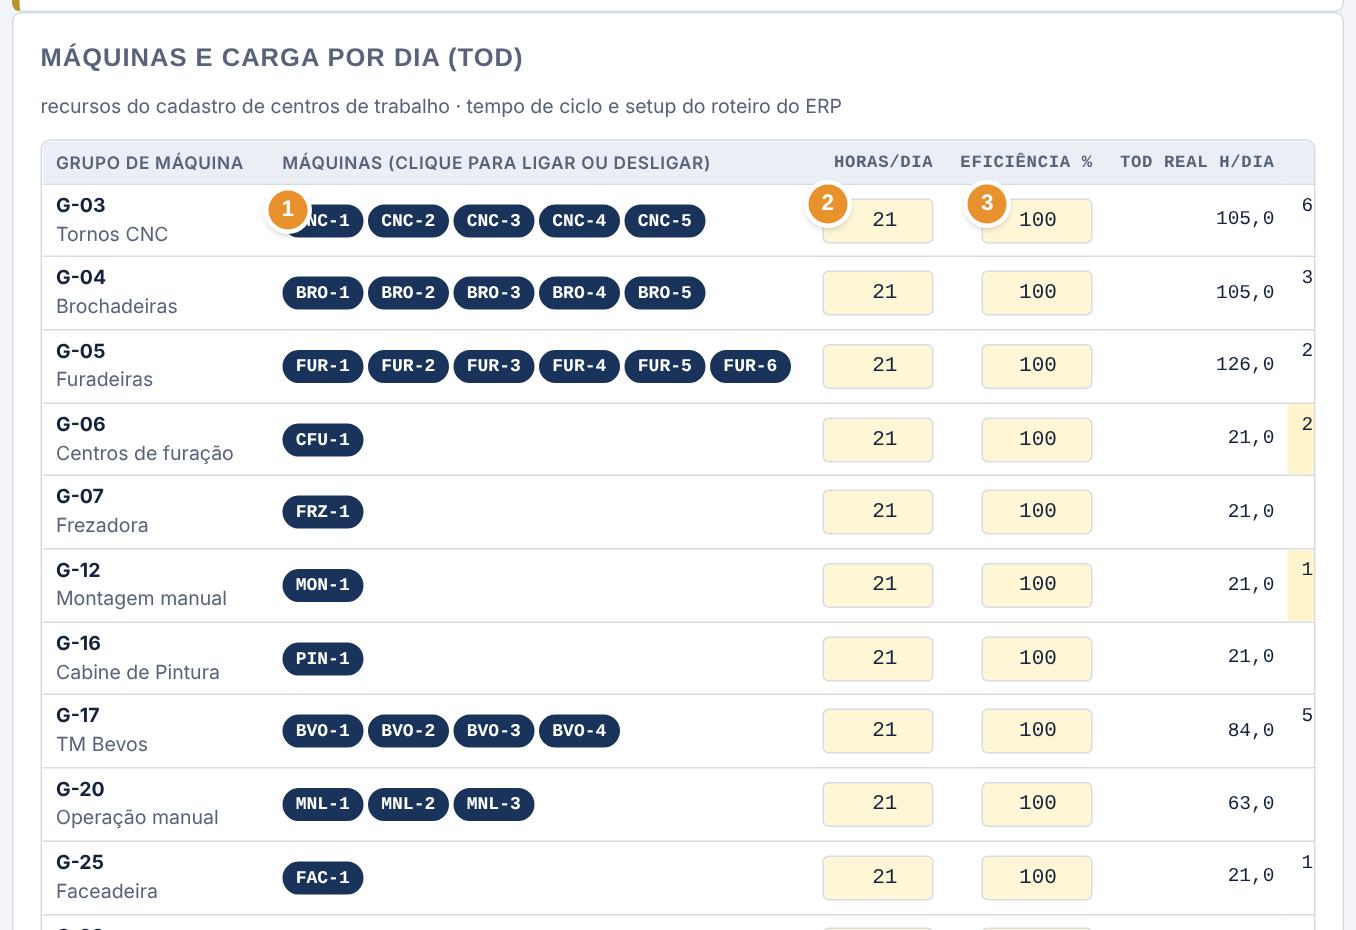 MÁQUINAS E CARGA POR DIA (TOD)
recursos do cadastro de centros de trabalho · tempo de ciclo e setup do roteiro do ERP
GRUPO DE MÁQUINA MÁQUINAS (CLIQUE PARA LIGAR OU DESLIGAR) HORAS/DIA EFICIÊNCIA % TOD REAL H/DIA
G-03
Tornos CNC
1 NC-1 CNC-2 CNC-3 CNC-4 CNC-5 2 21 3 100 105,0 6
G-04
Brochadeiras
BRO-1 BRO-2 BRO-3 BRO-4 BRO-5 21 100 105,0 3
G-05
Furadeiras
FUR-1 FUR-2 FUR-3 FUR-4 FUR-5 FUR-6 21 100 126,0 2
G-06
Centros de furação
CFU-1 21 100 21,0 2
G-07
Frezadora
FRZ-1 21 100 21,0
G-12
Montagem manual
MON-1 21 100 21,0 1
G-16
Cabine de Pintura
PIN-1 21 100 21,0
G-17
TM Bevos
BVO-1 BVO-2 BVO-3 BVO-4 21 100 84,0 5
G-20
Operação manual
MNL-1 MNL-2 MNL-3 21 100 63,0
G-25
Faceadeira
FAC-1 21 100 21,0 1